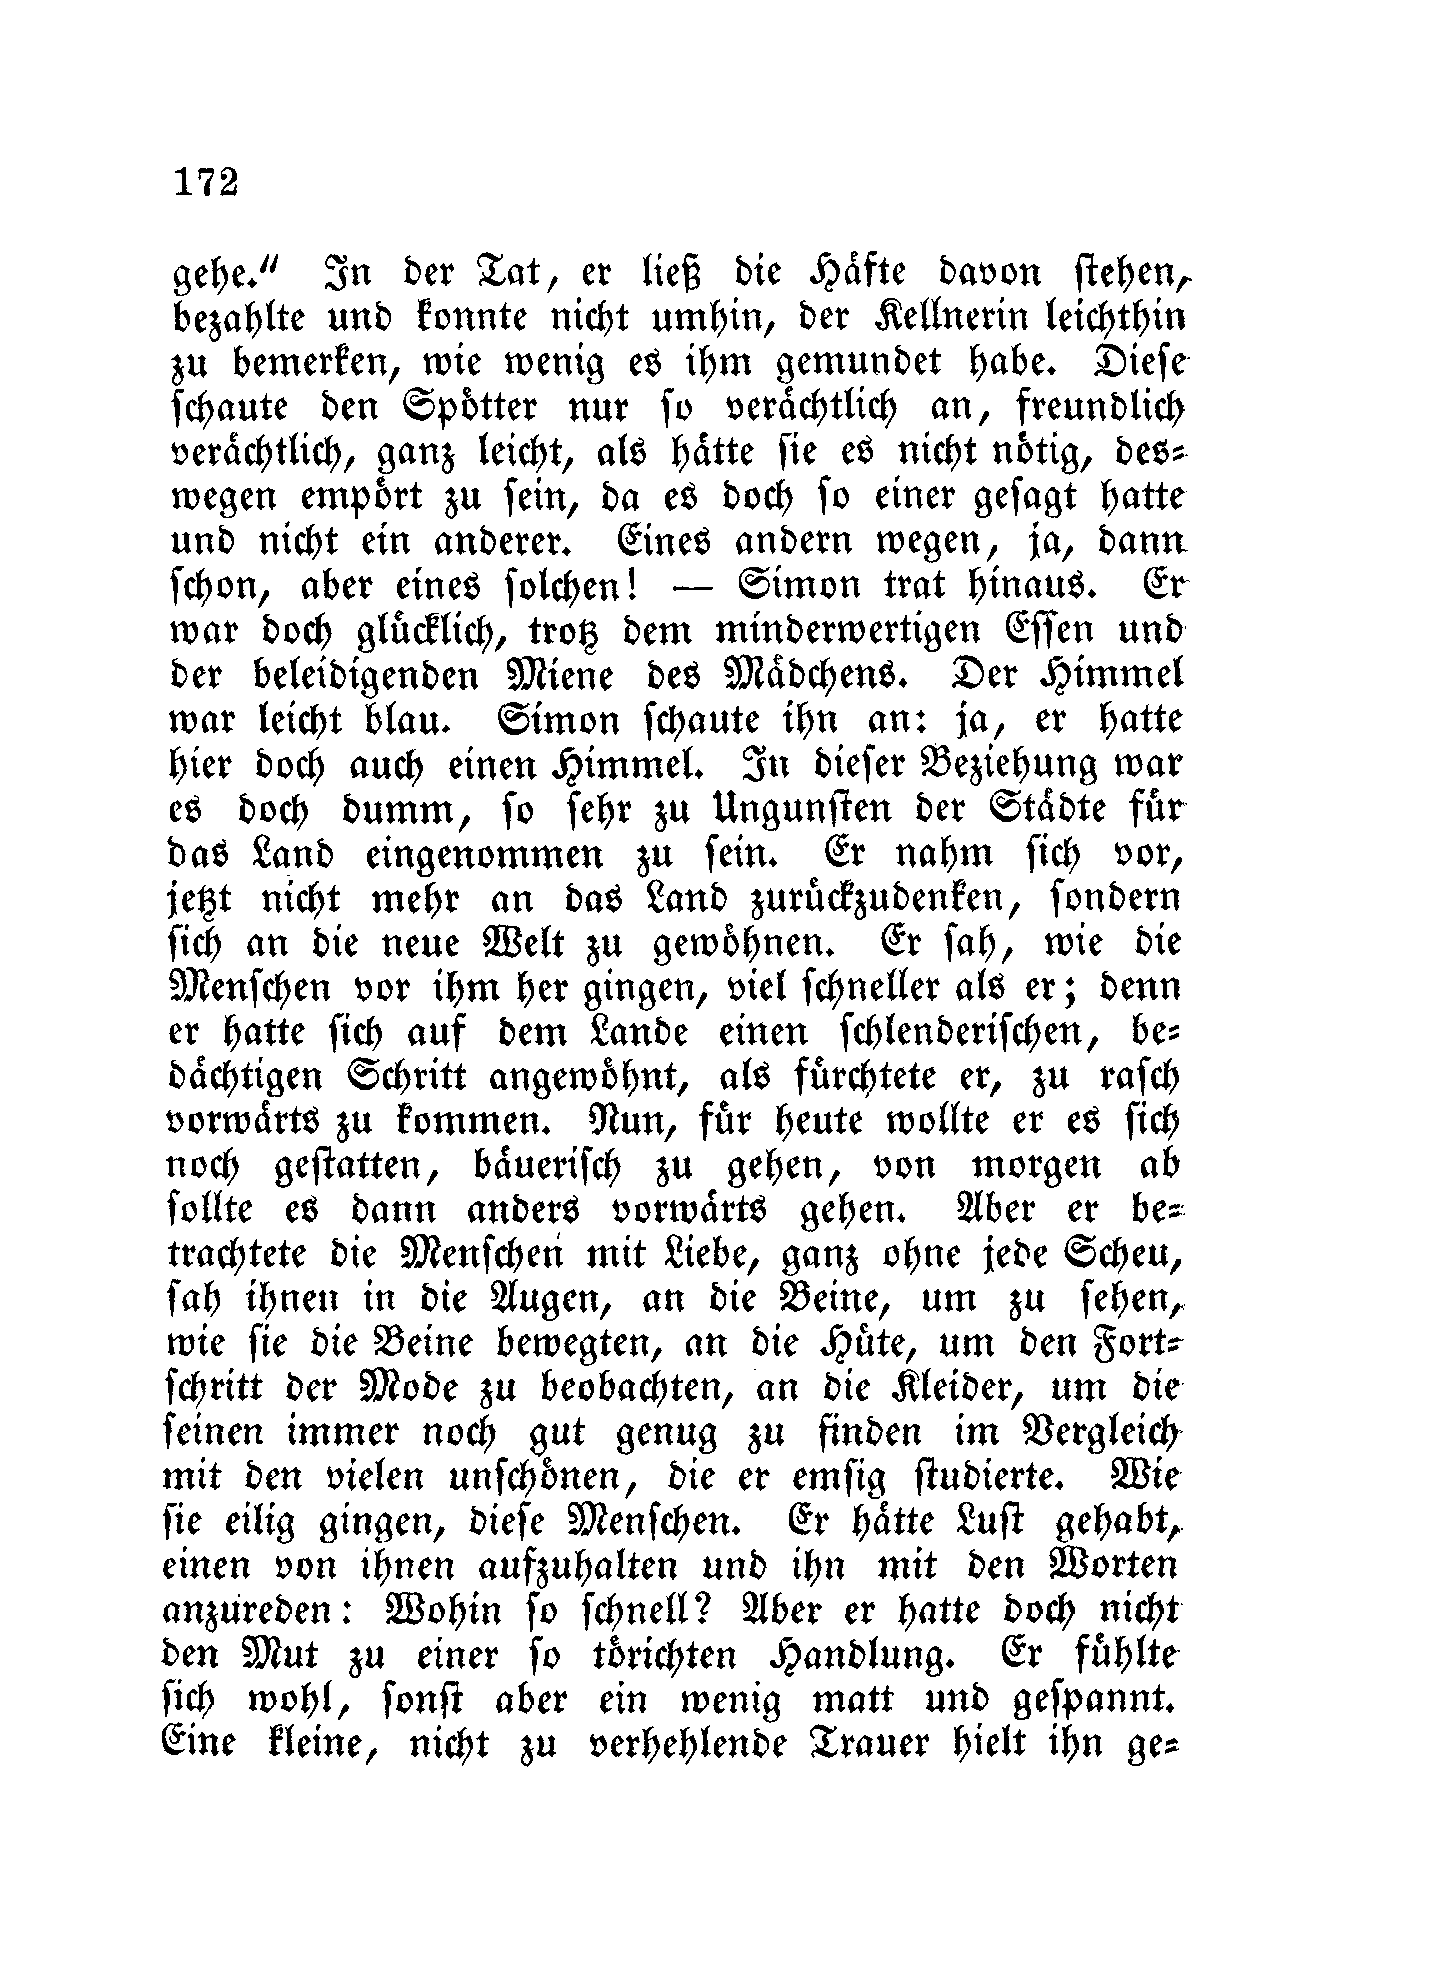 172
gehe.“ In der Tat, er ließ die Häfte davon stehen,
bezahlte und konnte nicht umhin, der Kellnerin leichthin
zu bemerken, wie wenig es ihm gemundet habe. Diese
schaute den Spötter nur so verächtlich an, freundlich
verächtlich, ganz leicht, als hätte sie es nicht nötig, des-
wegen empört zu sein, da es doch so einer gesagt hatte
und nicht ein anderer. Eines andern wegen, ja, dann
schon, aber eines solchen! — Simon trat hinaus. Er
war doch glücklich, trotz dem minderwertigen Essen und
der beleidigenden Miene des Mädchens. Der Himmel
war leicht blau. Simon schaute ihn an: ja, er hatte
hier doch auch einen Himmel. In dieser Beziehung war
es doch dumm, so sehr zu Ungunsten der Städte für
das Land eingenommen zu sein. Er nahm sich vor,
jetzt nicht mehr an das Land zurückzudenken, sondern
sich an die neue Welt zu gewöhnen. Er sah, wie die
Menschen vor ihm her gingen, viel schneller als er; denn
er hatte sich auf dem Lande einen schlenderischen, be-
dächtigen Schritt angewöhnt, als fürchtete er, zu rasch
vorwärts zu kommen. Nun, für heute wollte er es sich
noch gestatten, bäuerisch zu gehen, von morgen ab
sollte es dann anders vorwärts gehen. Aber er be-
trachtete die Menschen mit Liebe, ganz ohne jede Scheu,
sah ihnen in die Augen, an die Beine, um zu sehen,
wie sie die Beine bewegten, an die Hüte, um den Fort-
schritt der Mode zu beobachten, an die Kleider, um die
seinen immer noch gut genug zu finden im Vergleich
mit den vielen unschönen, die er emsig studierte. Wie
sie eilig gingen, diese Menschen. Er hätte Lust gehabt,
einen von ihnen aufzuhalten und ihn mit den Worten
anzureden: Wohin so schnell? Aber er hatte doch nicht
den Mut zu einer so törichten Handlung. Er fühlte
sich wohl, sonst aber ein wenig matt und gespannt.
Eine kleine, nicht zu verhehlende Trauer hielt ihn ge-